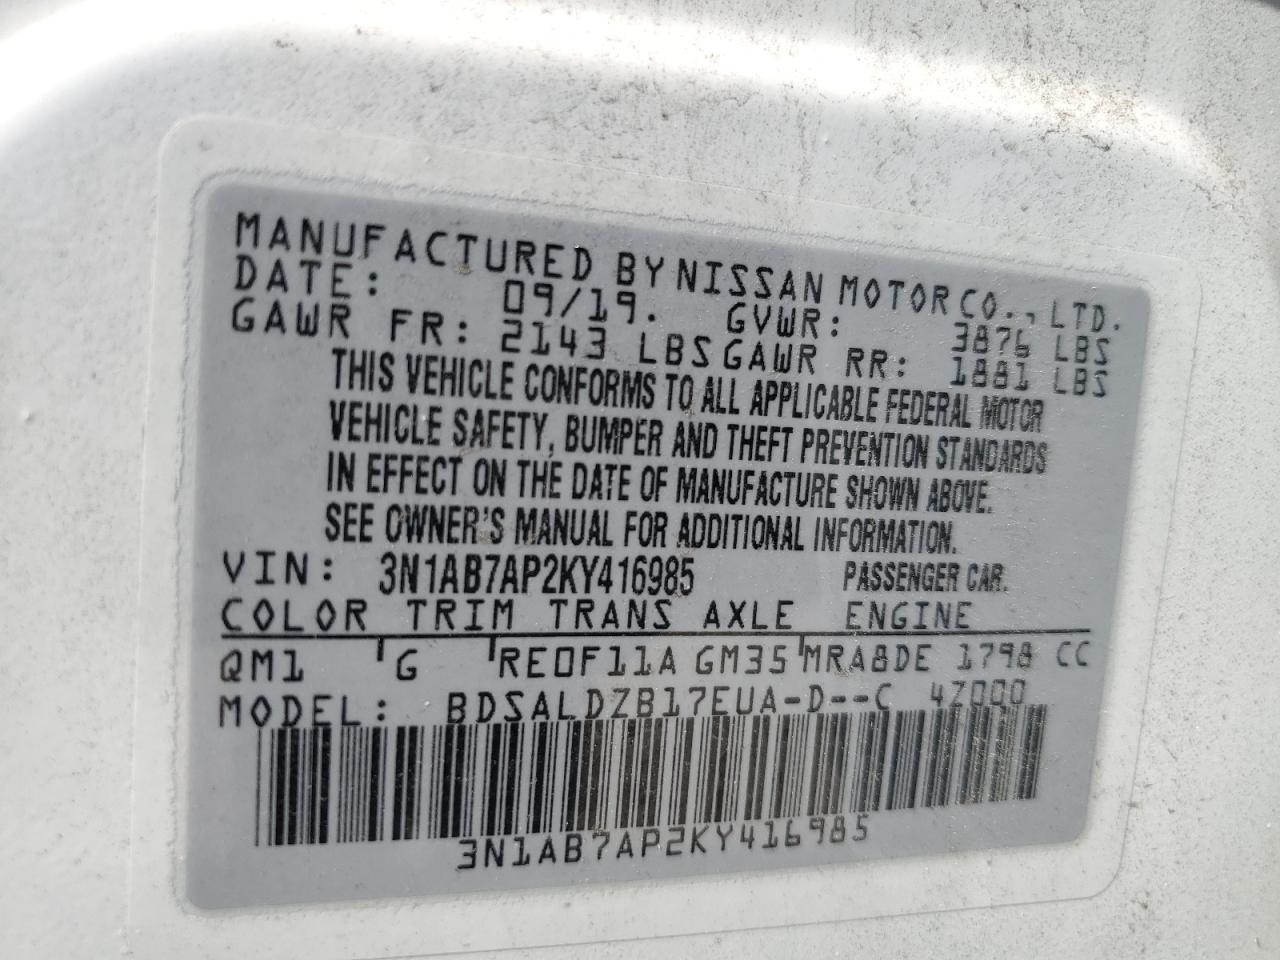 MANUFACTURED BY NISSAN MOTOR CO., LTD.
DATE: 09/19. GVWR: 3876 LBS
GAWR FR: 2143 LBS GAWR RR: 1881 LBS
THIS VEHICLE CONFORMS TO ALL APPLICABLE FEDERAL MOTOR
VEHICLE SAFETY, BUMPER AND THEFT PREVENTION STANDARDS
IN EFFECT ON THE DATE OF MANUFACTURE SHOWN ABOVE.
SEE OWNER'S MANUAL FOR ADDITIONAL INFORMATION.
VIN: 3N1AB7AP2KY416985 PASSENGER CAR.
COLOR TRIM TRANS AXLE ENGINE
QM1 G RE0F11A GM35 MRA8DE 1798 CC
MODEL: BDSALDZB17EUA-D--C 4Z000
3N1AB7AP2KY416985